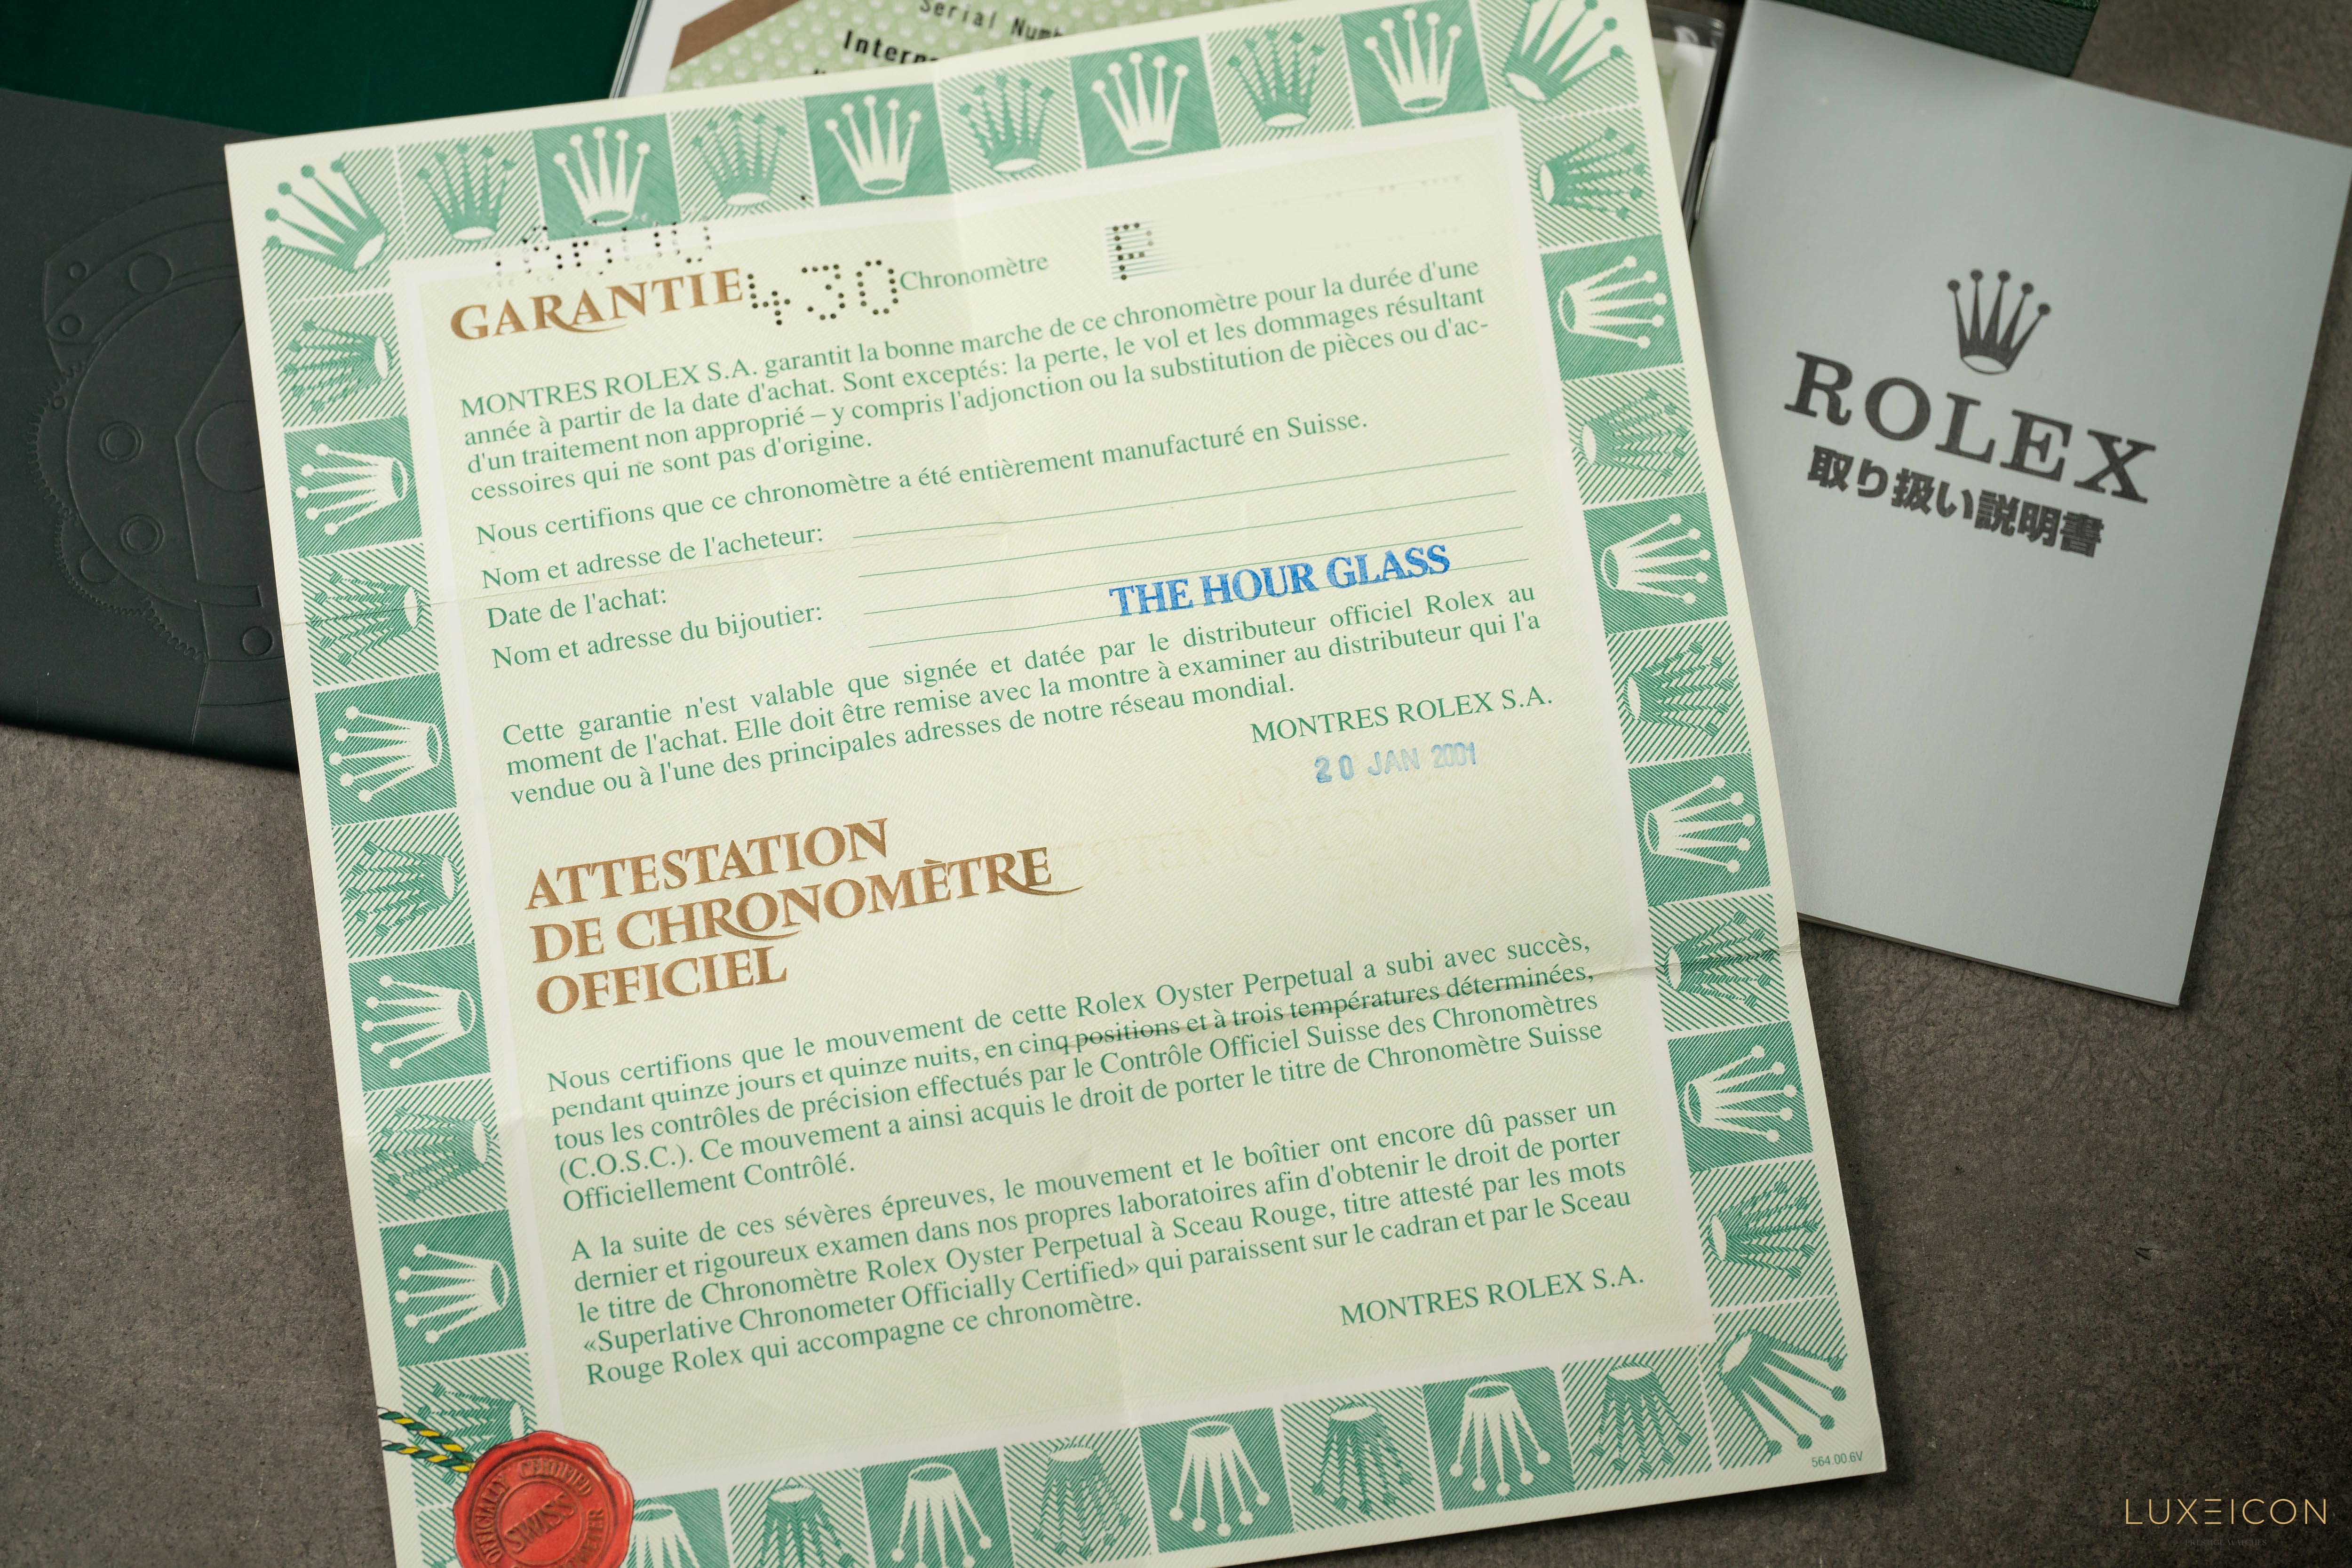 Serial
GARANTIE 430 Chronomètre
MONTRES ROLEX S.A. garantit la bonne marche de ce chronomètre pour la durée d'une
année à partir de la date d'achat. Sont exceptés: la perte, le vol et les dommages résultant
d'un traitement non approprié – y compris l'adjonction ou la substitution de pièces ou d'ac-
cessoires qui ne sont pas d'origine.
Nous certifions que ce chronomètre a été entièrement manufacturé en Suisse.
Nom et adresse de l'acheteur:
Date de l'achat:
Nom et adresse du bijoutier:
THE HOUR GLASS
Cette garantie n'est valable que signée et datée par le distributeur officiel Rolex au
moment de l'achat. Elle doit être remise avec la montre à examiner au distributeur qui l'a
vendue ou à l'une des principales adresses de notre réseau mondial.
MONTRES ROLEX S.A.
20 JAN 2001
ATTESTATION
DE CHRONOMÈTRE
OFFICIEL
Nous certifions que le mouvement de cette Rolex Oyster Perpetual a subi avec succès,
pendant quinze jours et quinze nuits, en cinq positions et à trois températures déterminées,
tous les contrôles de précision effectués par le Contrôle Officiel Suisse des Chronomètres
(C.O.S.C.). Ce mouvement a ainsi acquis le droit de porter le titre de Chronomètre Suisse
Officiellement Contrôlé.
A la suite de ces sévères épreuves, le mouvement et le boîtier ont encore dû passer un
dernier et rigoureux examen dans nos propres laboratoires afin d'obtenir le droit de porter
le titre de Chronomètre Rolex Oyster Perpetual à Sceau Rouge, titre attesté par les mots
«Superlative Chronometer Officially Certified» qui paraissent sur le cadran et par le Sceau
Rouge Rolex qui accompagne ce chronomètre.
MONTRES ROLEX S.A.
564.00.6V
OFFICIALLY CERTIFIED
SWISS
ROLEX
取り扱い説明書
LUXEICON